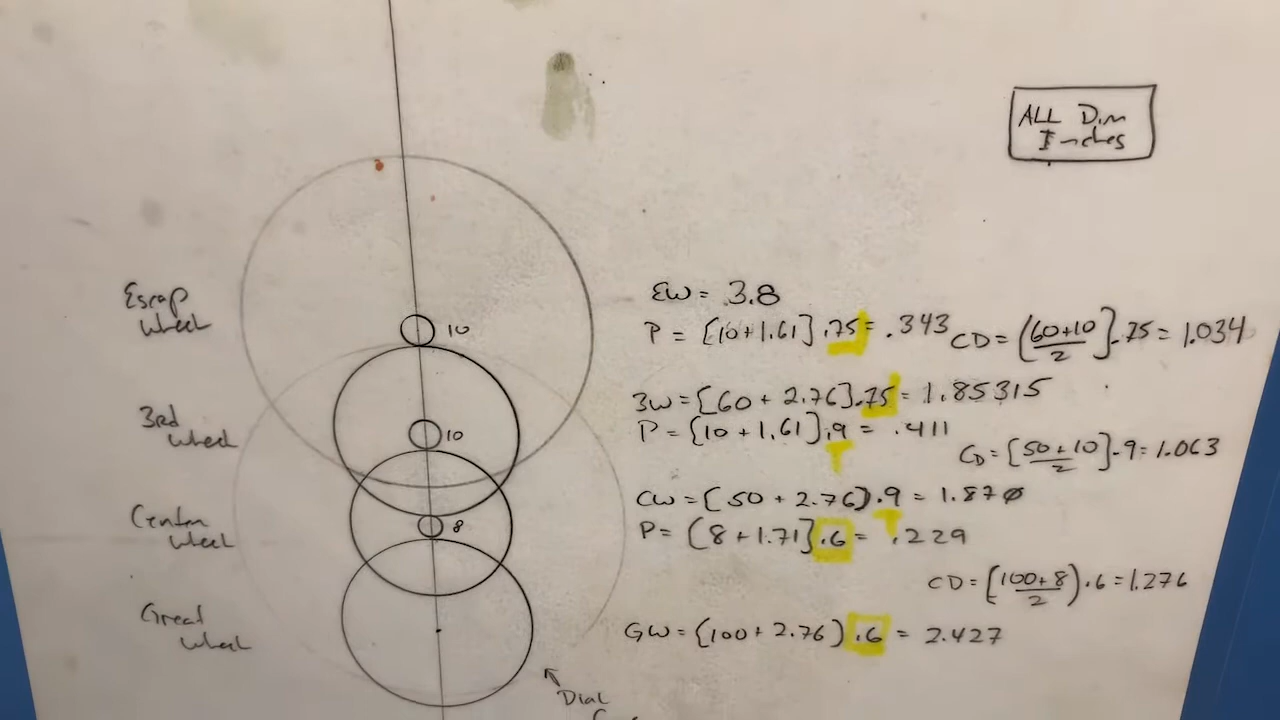 ALL Dim
Inches
Escap
Wheel
10
EW = 3.8
P = [10+1.61] .75 = .343
CD = (60+10/2].75 = 1.034
3rd
Wheel
10
3W = [60 + 2.76].75 = 1.85315
P = [10 + 1.61].9 = .411
CD = [50+10/2].9 = 1.063
Center
Wheel
8
CW = [50 + 2.76).9 = 1.870
P = (8+1.71].6 = .229
CD = (100+8/2).6 = 1.276
Great
Wheel
GW = {100 + 2.76) .6 = 2.427
Dial